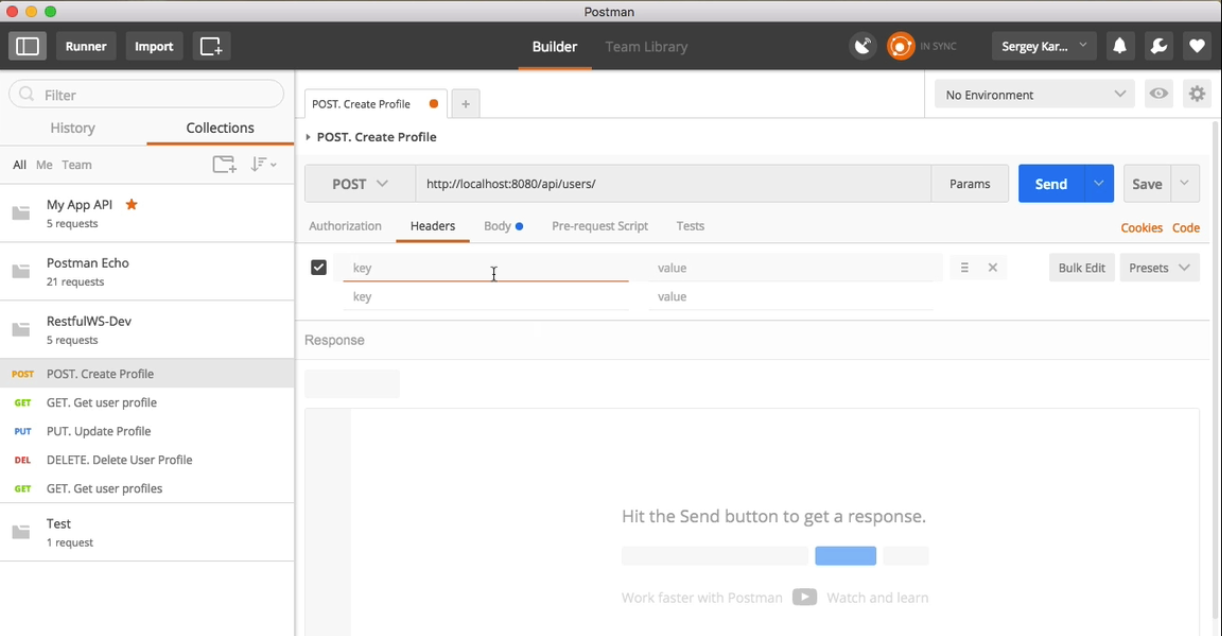 Postman
Runner
Import
Builder
Team Library
IN SYNC
Sergey Kar...
Filter
History
Collections
All Me Team
My App API
5 requests
Postman Echo
21 requests
RestfulWS-Dev
5 requests
POST POST. Create Profile
GET GET. Get user profile
PUT PUT. Update Profile
DEL DELETE. Delete User Profile
GET GET. Get user profiles
Test
1 request
POST. Create Profile
+
No Environment
POST. Create Profile
POST
http://localhost:8080/api/users/
Params
Send
Save
Authorization
Headers
Body
Pre-request Script
Tests
Cookies
Code
key
value
Bulk Edit
Presets
key
value
Response
Hit the Send button to get a response.
Work faster with Postman
Watch and learn